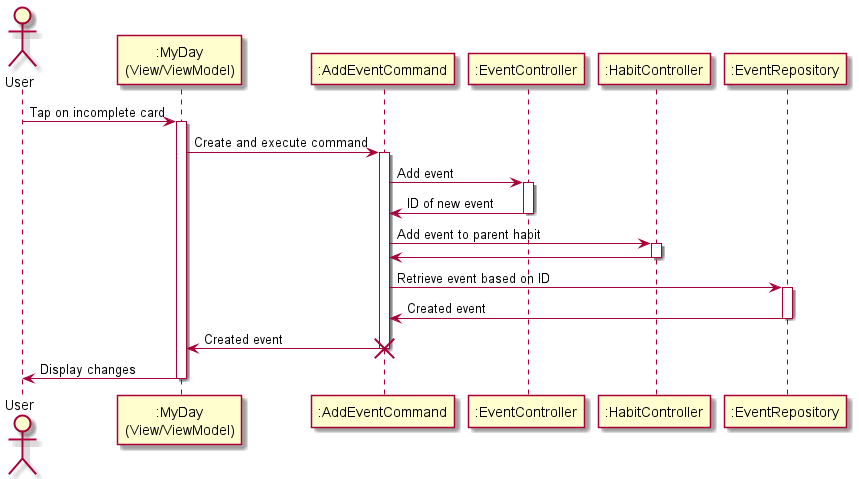 User
:MyDay
(View/ViewModel)
:AddEventCommand
:EventController
:HabitController
:EventRepository
Tap on incomplete card
Create and execute command
Add event
ID of new event
Add event to parent habit
Retrieve event based on ID
Created event
Created event
Display changes
User
:MyDay
(View/ViewModel)
:AddEventCommand
:EventController
:HabitController
:EventRepository